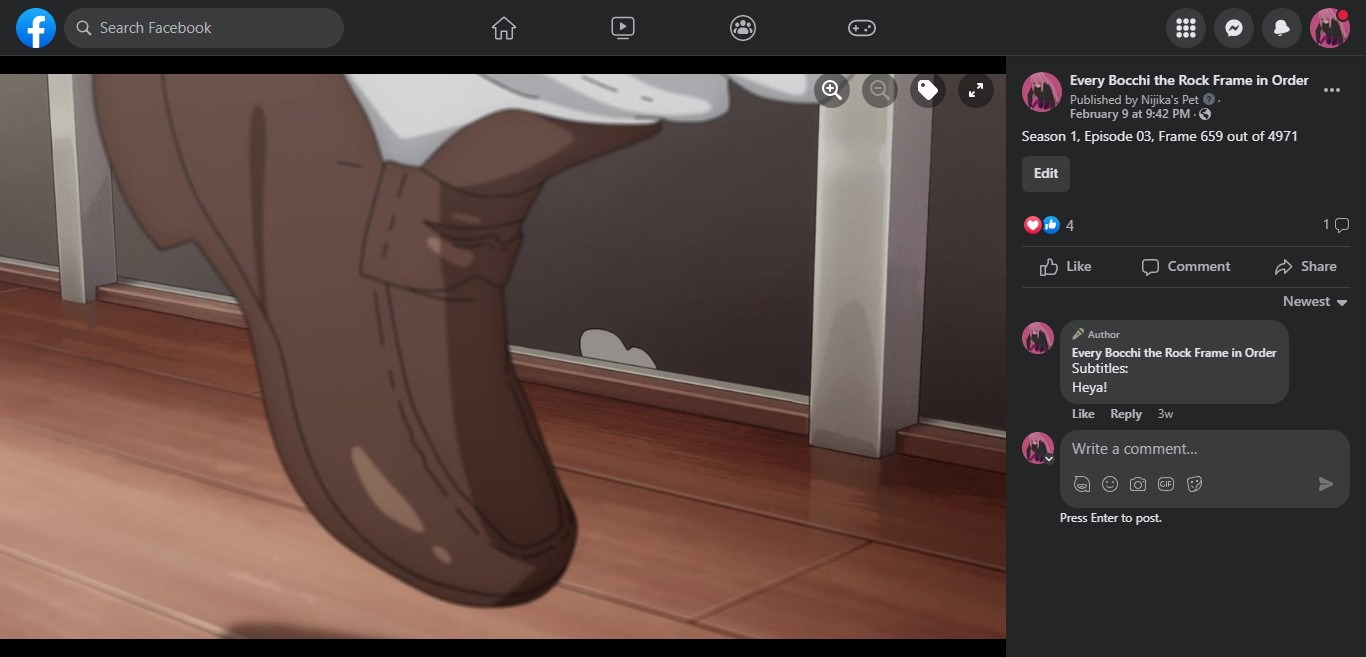 Search Facebook
Every Bocchi the Rock Frame in Order
Published by Nijika's Pet ·
February 9 at 9:42 PM ·
Season 1, Episode 03, Frame 659 out of 4971
Edit
4
1
Like Comment Share
Newest
Author
Every Bocchi the Rock Frame in Order
Subtitles:
Heya!
Like Reply 3w
Write a comment...
GIF
Press Enter to post.